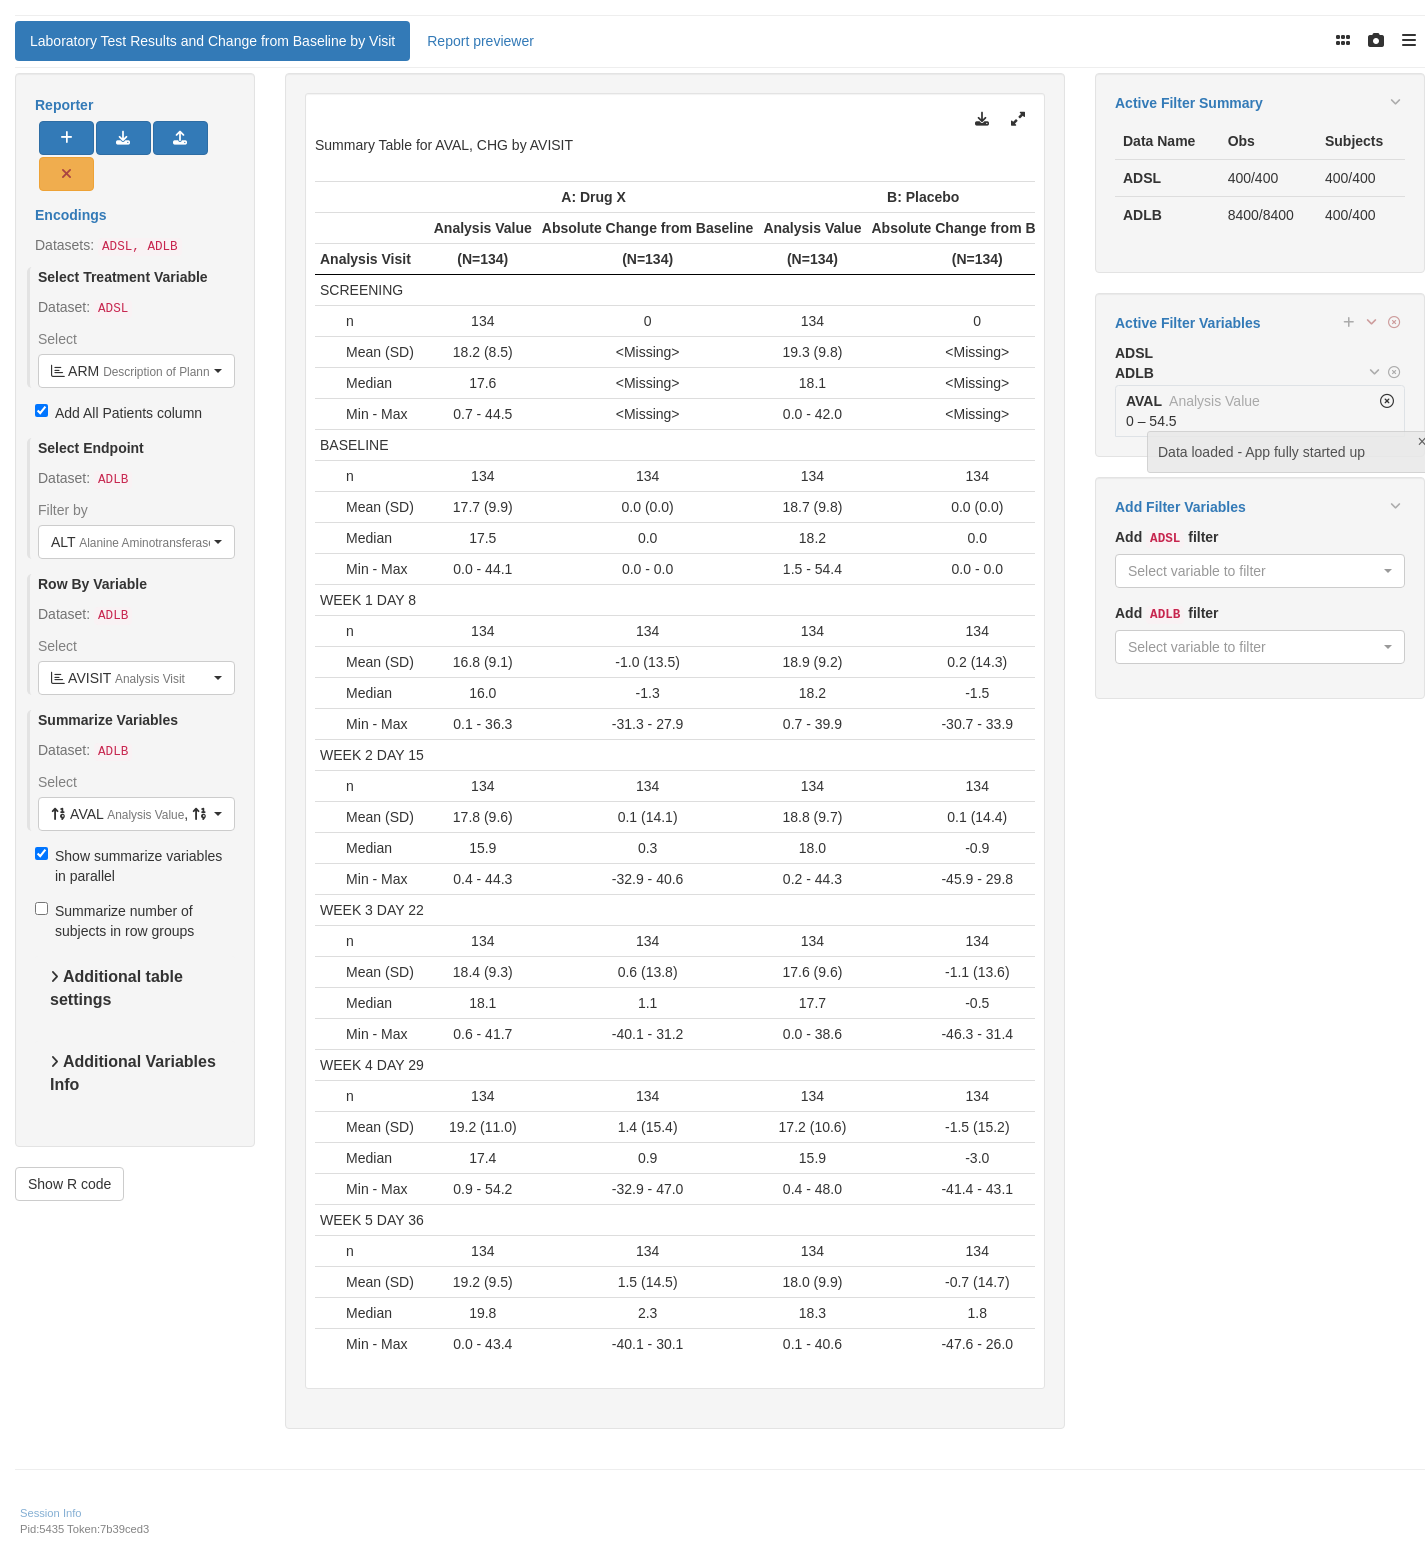 Laboratory Test Results and Change from Baseline by Visit
Report previewer
Reporter
Encodings
Datasets: ADSL, ADLB
Select Treatment Variable
Dataset: ADSL
Select
ARM Description of Plann
Add All Patients column
Select Endpoint
Dataset: ADLB
Filter by
ALT Alanine Aminotransferase
Row By Variable
Dataset: ADLB
Select
AVISIT Analysis Visit
Summarize Variables
Dataset: ADLB
Select
AVAL Analysis Value,
Show summarize variables
in parallel
Summarize number of
subjects in row groups
Additional table
settings
Additional Variables
Info
Show R code
Summary Table for AVAL, CHG by AVISIT
A: Drug X B: Placebo
Analysis Value Absolute Change from Baseline Analysis Value Absolute Change from B
Analysis Visit (N=134) (N=134) (N=134) (N=134)
SCREENING
n 134 0 134 0
Mean (SD) 18.2 (8.5) <Missing> 19.3 (9.8) <Missing>
Median 17.6 <Missing> 18.1 <Missing>
Min - Max 0.7 - 44.5 <Missing> 0.0 - 42.0 <Missing>
BASELINE
n 134 134 134 134
Mean (SD) 17.7 (9.9) 0.0 (0.0) 18.7 (9.8) 0.0 (0.0)
Median 17.5 0.0 18.2 0.0
Min - Max 0.0 - 44.1 0.0 - 0.0 1.5 - 54.4 0.0 - 0.0
WEEK 1 DAY 8
n 134 134 134 134
Mean (SD) 16.8 (9.1) -1.0 (13.5) 18.9 (9.2) 0.2 (14.3)
Median 16.0 -1.3 18.2 -1.5
Min - Max 0.1 - 36.3 -31.3 - 27.9 0.7 - 39.9 -30.7 - 33.9
WEEK 2 DAY 15
n 134 134 134 134
Mean (SD) 17.8 (9.6) 0.1 (14.1) 18.8 (9.7) 0.1 (14.4)
Median 15.9 0.3 18.0 -0.9
Min - Max 0.4 - 44.3 -32.9 - 40.6 0.2 - 44.3 -45.9 - 29.8
WEEK 3 DAY 22
n 134 134 134 134
Mean (SD) 18.4 (9.3) 0.6 (13.8) 17.6 (9.6) -1.1 (13.6)
Median 18.1 1.1 17.7 -0.5
Min - Max 0.6 - 41.7 -40.1 - 31.2 0.0 - 38.6 -46.3 - 31.4
WEEK 4 DAY 29
n 134 134 134 134
Mean (SD) 19.2 (11.0) 1.4 (15.4) 17.2 (10.6) -1.5 (15.2)
Median 17.4 0.9 15.9 -3.0
Min - Max 0.9 - 54.2 -32.9 - 47.0 0.4 - 48.0 -41.4 - 43.1
WEEK 5 DAY 36
n 134 134 134 134
Mean (SD) 19.2 (9.5) 1.5 (14.5) 18.0 (9.9) -0.7 (14.7)
Median 19.8 2.3 18.3 1.8
Min - Max 0.0 - 43.4 -40.1 - 30.1 0.1 - 40.6 -47.6 - 26.0
Active Filter Summary
Data Name Obs Subjects
ADSL 400/400 400/400
ADLB 8400/8400 400/400
Active Filter Variables
ADSL
ADLB
AVAL Analysis Value
0 – 54.5
Data loaded - App fully started up
×
Add Filter Variables
Add ADSL filter
Select variable to filter
Add ADLB filter
Select variable to filter
Session Info
Pid:5435 Token:7b39ced3